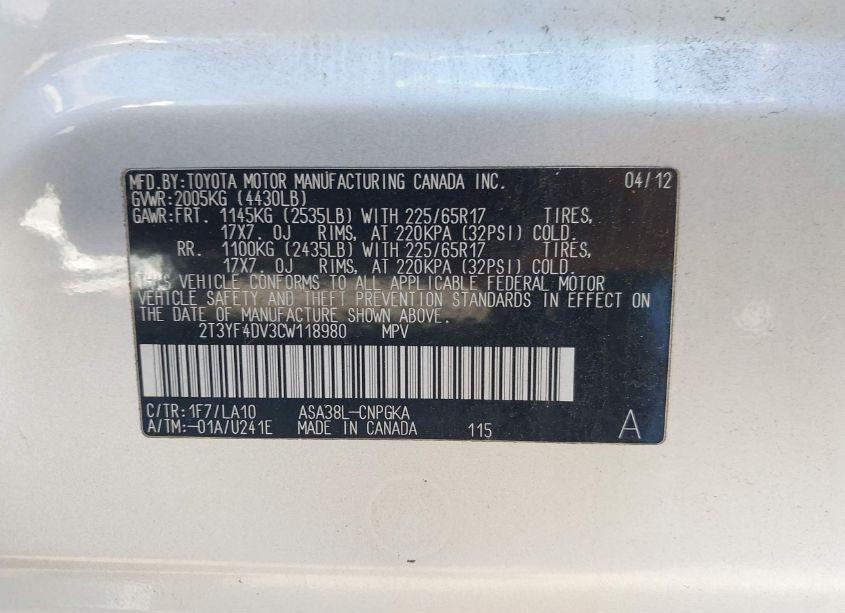 MFD.BY:TOYOTA MOTOR MANUFACTURING CANADA INC. 04/12
GVWR:2005KG (4430LB)
GAWR:FRT. 1145KG (2535LB) WITH 225/65R17 TIRES,
17X7. 0J RIMS, AT 220KPA (32PSI) COLD.
RR. 1100KG (2435LB) WITH 225/65R17 TIRES,
17X7. 0J RIMS, AT 220KPA (32PSI) COLD.
THIS VEHICLE CONFORMS TO ALL APPLICABLE FEDERAL MOTOR
VEHICLE SAFETY AND THEFT PREVENTION STANDARDS IN EFFECT ON
THE DATE OF MANUFACTURE SHOWN ABOVE.
2T3YF4DV3CW118980 MPV
C/TR:1F7/LA10 ASA38L-CNPGKA
A/TM:-01A/U241E MADE IN CANADA 115 A